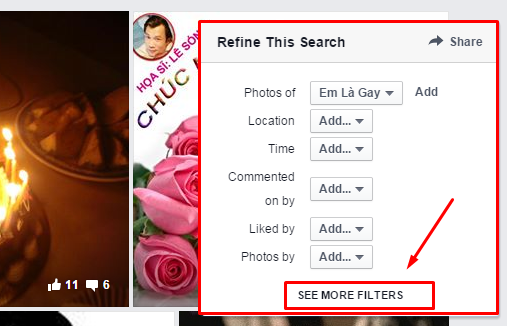 HỌA SĨ: LÊ SÓN
CHÚC
11 6
Refine This Search
Share
Photos of Em Là Gay Add
Location Add...
Time Add...
Commented
on by Add...
Liked by Add...
Photos by Add...
SEE MORE FILTERS